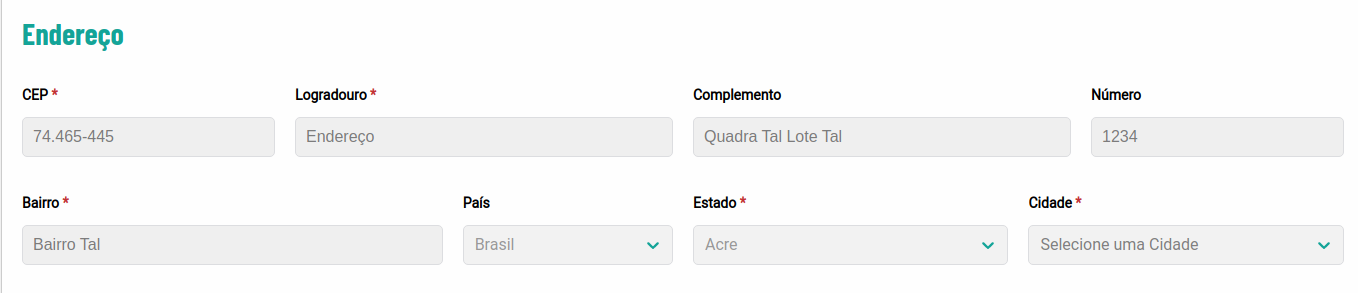 Endereço
CEP * Logradouro * Complemento Número
74.465-445 Endereço Quadra Tal Lote Tal 1234
Bairro * País Estado * Cidade *
Bairro Tal Brasil Acre Selecione uma Cidade